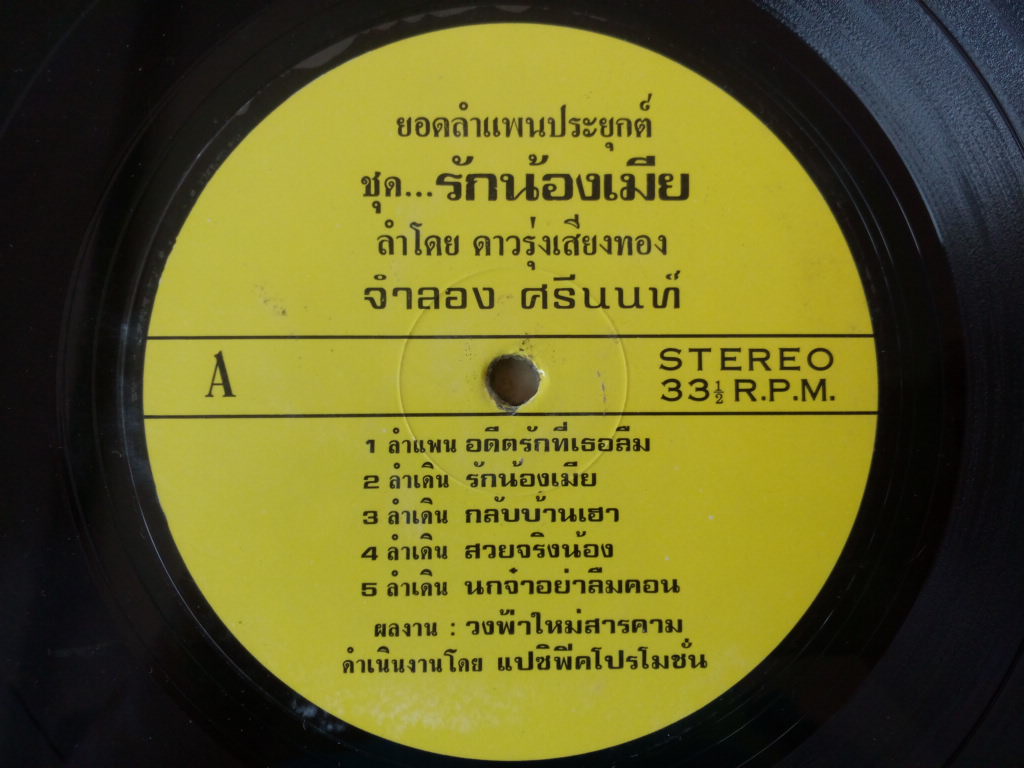 ยอดลำแพนประยุกต์
ชุด...รักน้องเมีย
ลำโดย ดาวรุ่งเสียงทอง
จำลอง ศรีนนท์
A
STEREO
33½ R.P.M.
1 ลำแพน อดีตรักที่เธอลืม
2 ลำเดิน รักน้องเมีย
3 ลำเดิน กลับบ้านเฮา
4 ลำเดิน สวยจริงน้อง
5 ลำเดิน นกจ๋าอย่าลืมคอน
ผลงาน : วงฟ้าใหม่สารคาม
ดำเนินงานโดย แปซิพีคโปรโมชั่น